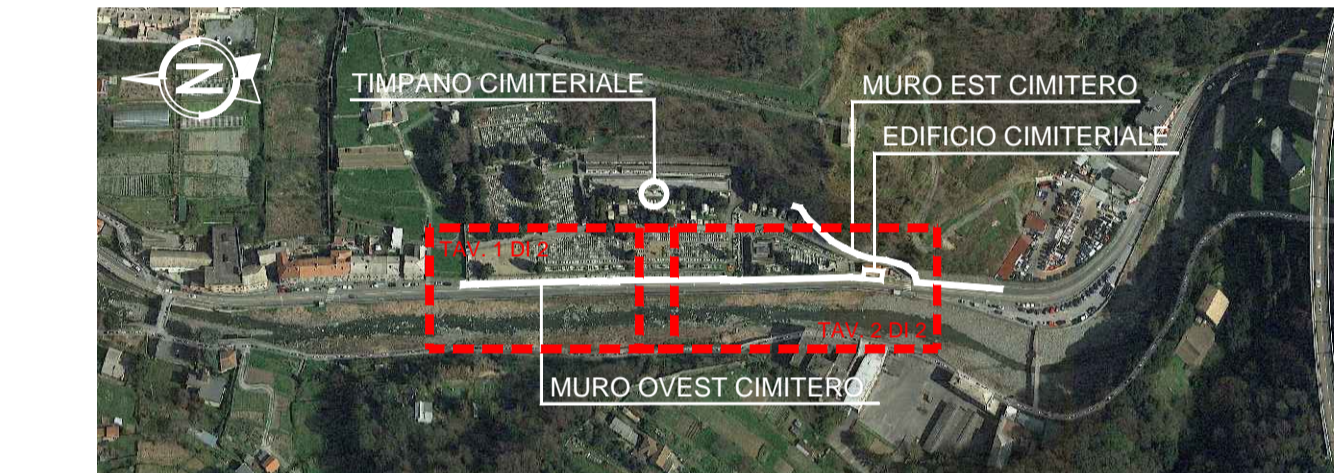 N
TIMPANO CIMITERIALE
MURO EST CIMITERO
EDIFICIO CIMITERIALE
TAV. 1 DI 2
TAV. 2 DI 2
MURO OVEST CIMITERO